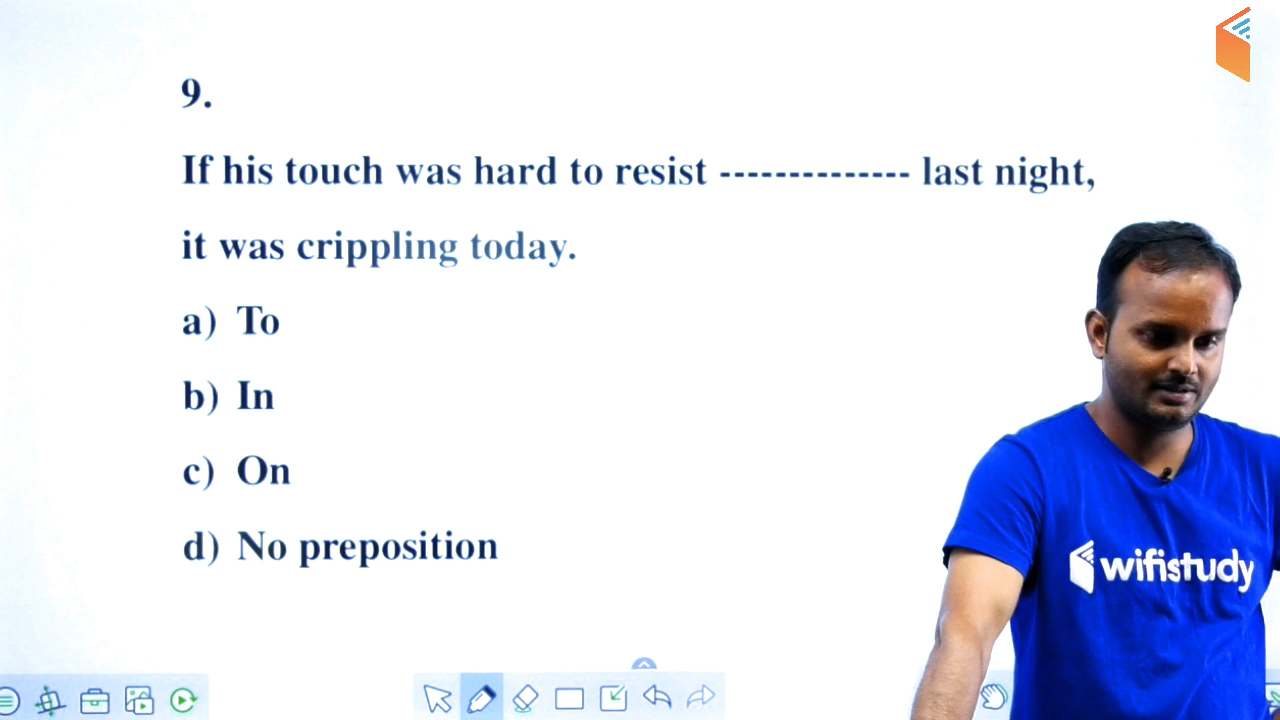 9.
If his touch was hard to resist -------------- last night,
it was crippling today.
a) To
b) In
c) On
d) No preposition
wifistudy